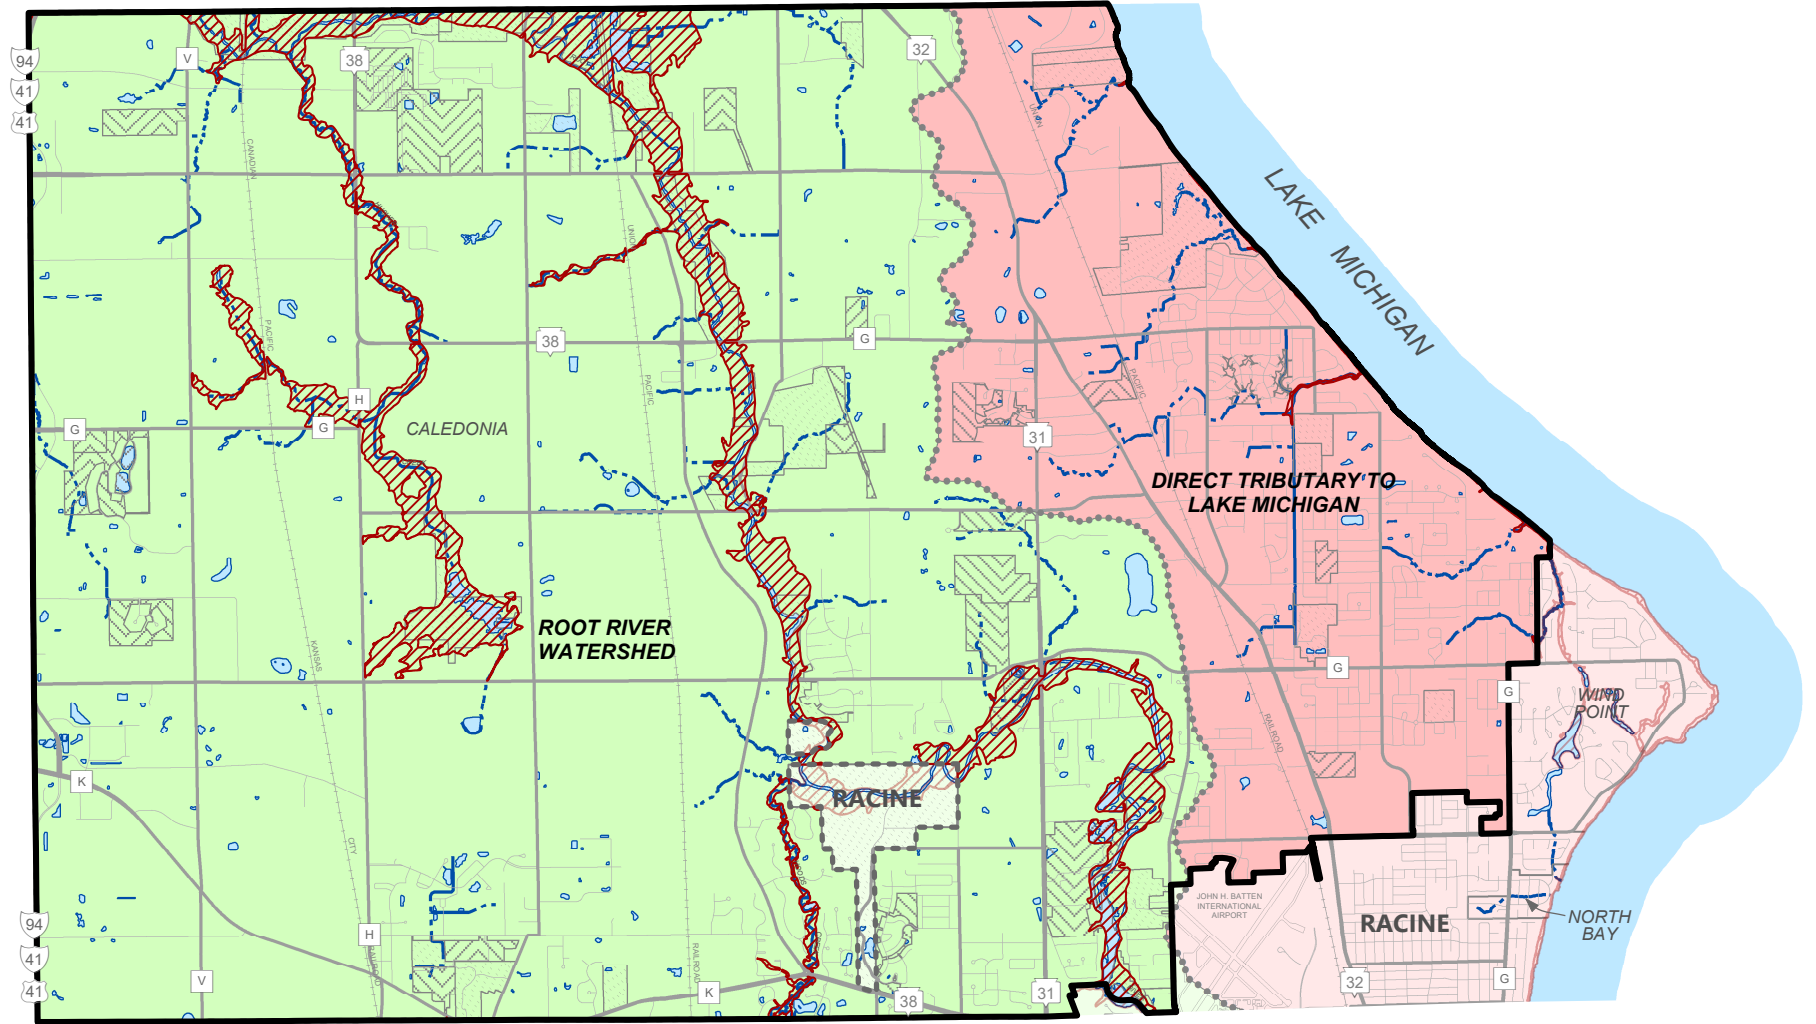 94
41
41
V
38
32
CANADIAN
UNION
LAKE
MICHIGAN
UNION
PACIFIC
38
G
PACIFIC
PACIFIC
H
G
G
CALEDONIA
31
DIRECT TRIBUTARY TO
LAKE MICHIGAN
ROOT RIVER
WATERSHED
KANSAS
G
G
WIND
POINT
RAILROAD
K
RACINE
CITY
JOHN H. BATTEN
INTERNATIONAL
AIRPORT
RACINE
NORTH
BAY
94
41
41
H
V
RAILROAD
RAILROAD
K
38
31
32
G